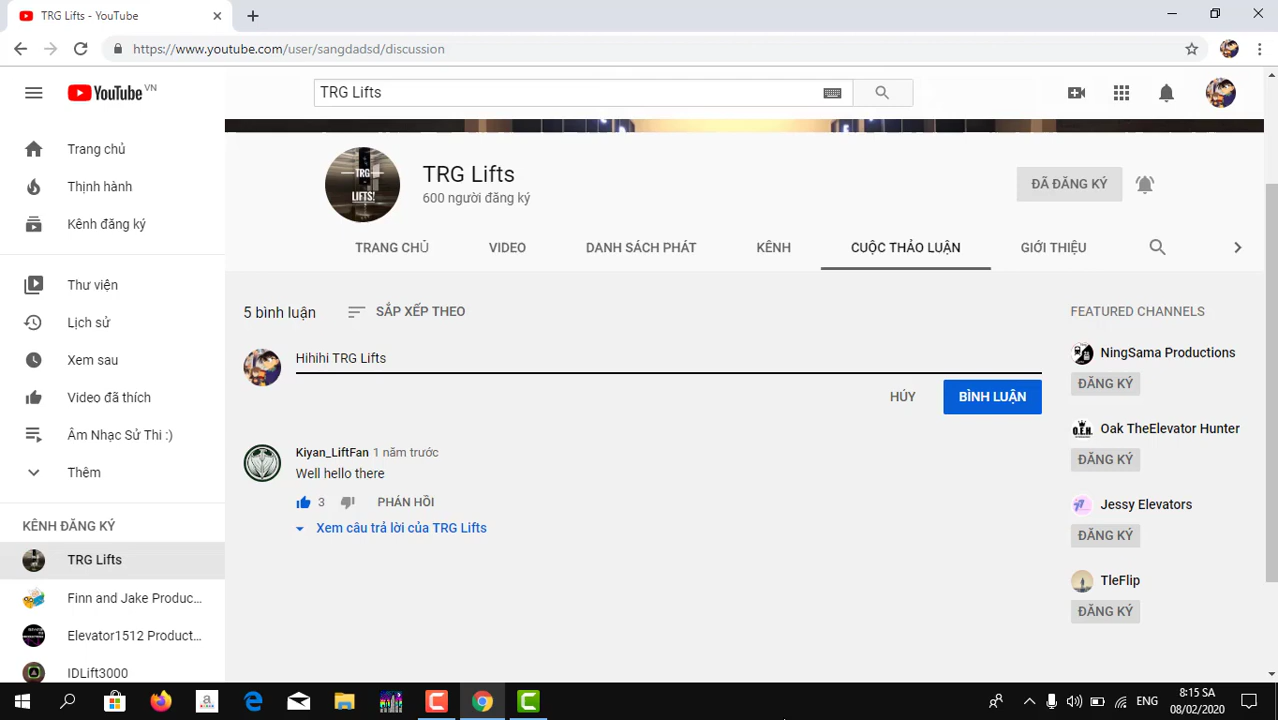 TRG Lifts - YouTube
https://www.youtube.com/user/sangdadsd/discussion
YouTube VN
TRG Lifts
Trang chủ
Thịnh hành
Kênh đăng ký
Thư viện
Lịch sử
Xem sau
Video đã thích
Âm Nhạc Sử Thi :)
Thêm
KÊNH ĐĂNG KÝ
TRG Lifts
Finn and Jake Produc...
Elevator1512 Product...
IDLift3000
TRG
LIFTS!
TRG Lifts
600 người đăng ký
ĐÃ ĐĂNG KÝ
TRANG CHỦ
VIDEO
DANH SÁCH PHÁT
KÊNH
CUỘC THẢO LUẬN
GIỚI THIỆU
5 bình luận
SẮP XẾP THEO
Hihihi TRG Lifts
HỦY
BÌNH LUẬN
Kiyan_LiftFan 1 năm trước
Well hello there
3
PHẢN HỒI
Xem câu trả lời của TRG Lifts
FEATURED CHANNELS
NingSama Productions
ĐĂNG KÝ
O.E.H
Oak TheElevator Hunter
ĐĂNG KÝ
Jessy Elevators
ĐĂNG KÝ
TleFlip
ĐĂNG KÝ
a
ENG
8:15 SA
08/02/2020